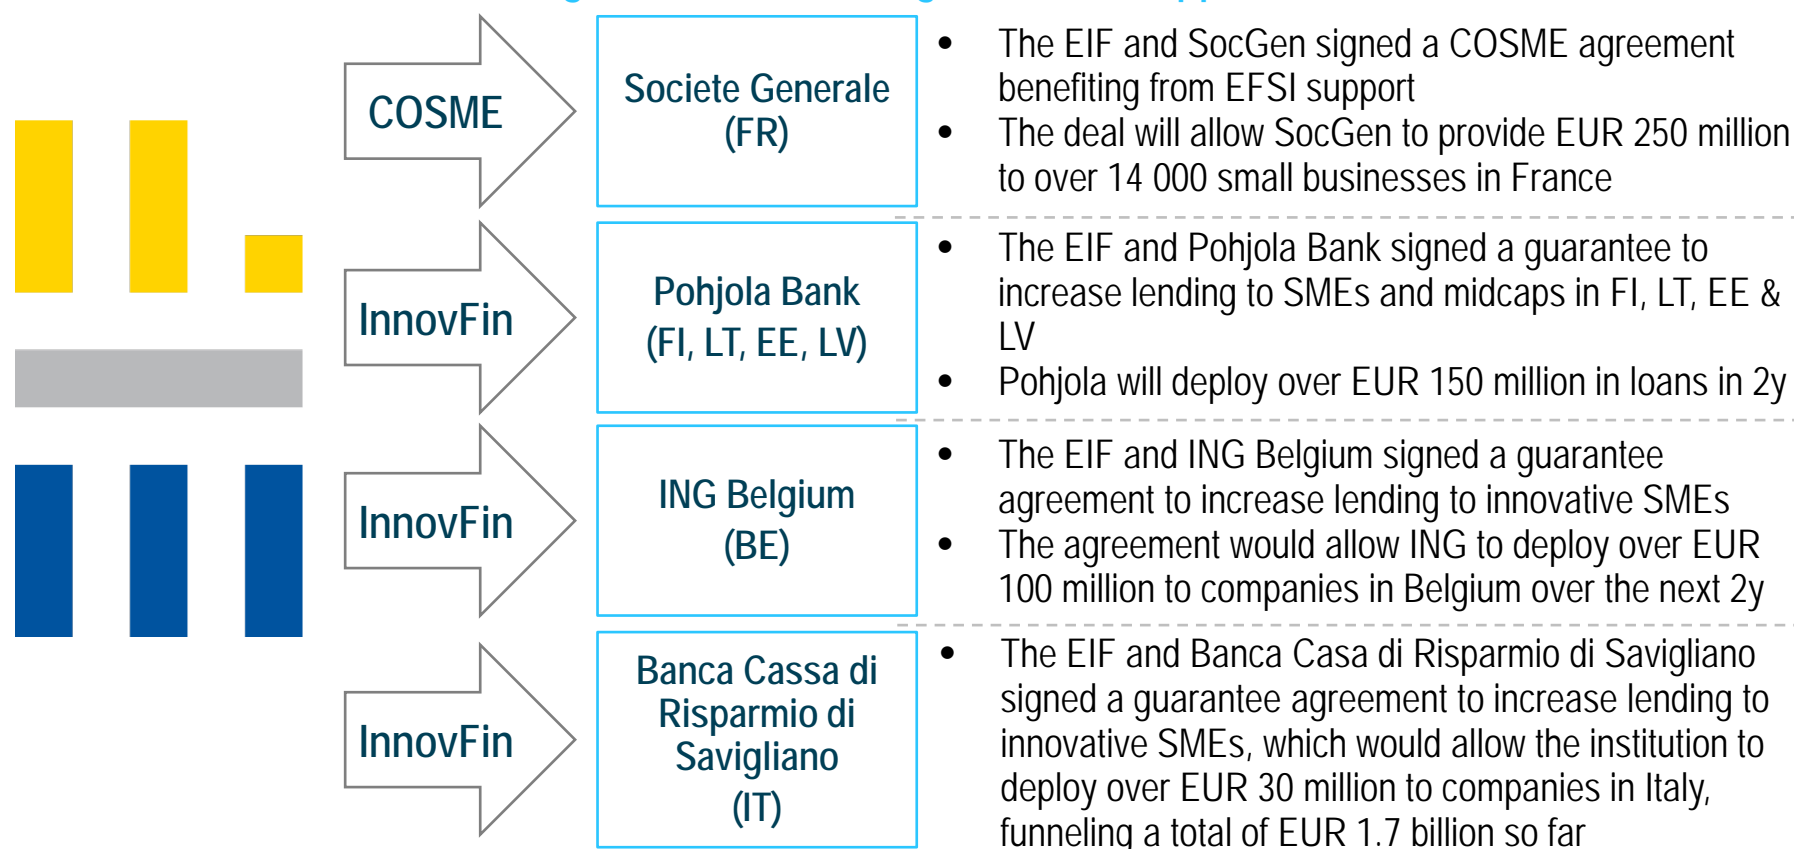 COSME
Societe Generale
(FR)
• The EIF and SocGen signed a COSME agreement
benefiting from EFSI support
• The deal will allow SocGen to provide EUR 250 million
to over 14 000 small businesses in France
InnovFin
Pohjola Bank
(FI, LT, EE, LV)
• The EIF and Pohjola Bank signed a guarantee to
increase lending to SMEs and midcaps in FI, LT, EE &
LV
• Pohjola will deploy over EUR 150 million in loans in 2y
InnovFin
ING Belgium
(BE)
• The EIF and ING Belgium signed a guarantee
agreement to increase lending to innovative SMEs
• The agreement would allow ING to deploy over EUR
100 million to companies in Belgium over the next 2y
InnovFin
Banca Cassa di
Risparmio di
Savigliano
(IT)
• The EIF and Banca Casa di Risparmio di Savigliano
signed a guarantee agreement to increase lending to
innovative SMEs, which would allow the institution to
deploy over EUR 30 million to companies in Italy,
funneling a total of EUR 1.7 billion so far